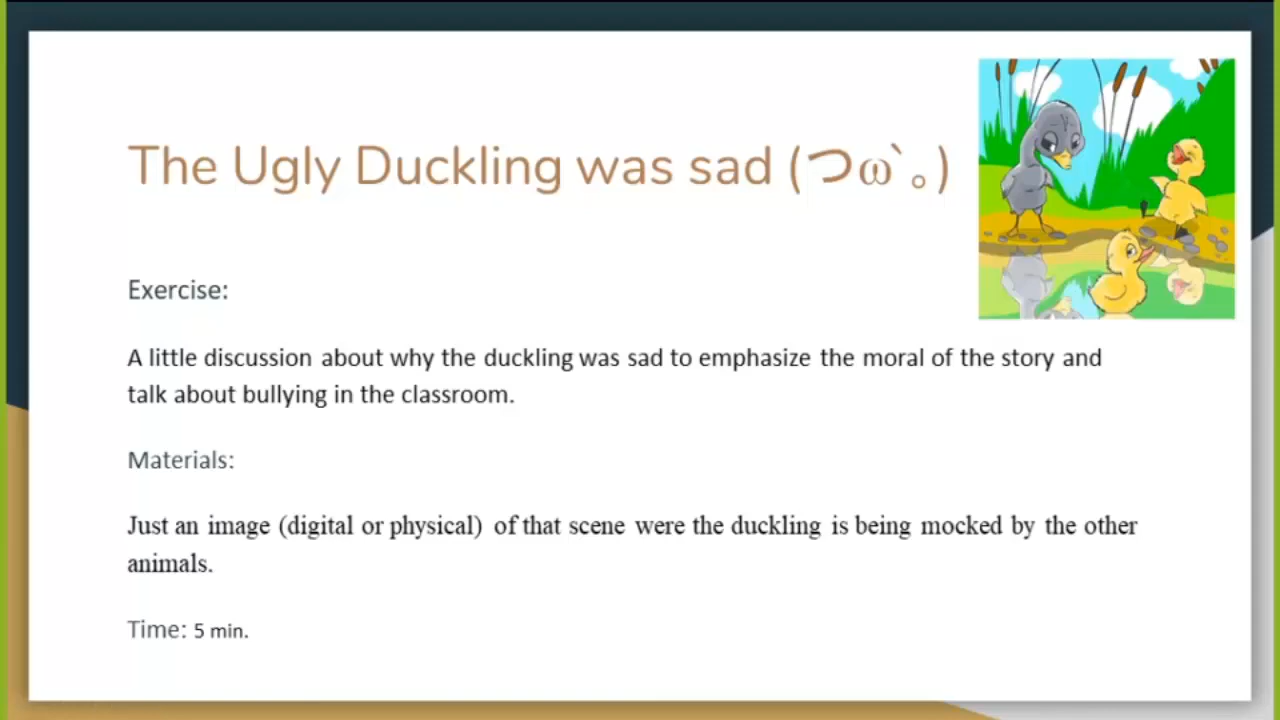 The Ugly Duckling was sad (つω`｡)
Exercise:
A little discussion about why the duckling was sad to emphasize the moral of the story and
talk about bullying in the classroom.
Materials:
Just an image (digital or physical) of that scene were the duckling is being mocked by the other
animals.
Time: 5 min.